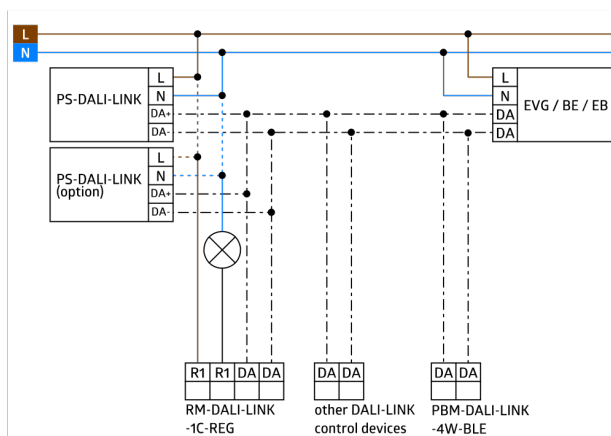 L
N
PS-DALI-LINK
L
N
DA+
DA-
EVG / BE / EB
L
N
DA
DA
PS-DALI-LINK
(option)
L
N
DA+
DA-
R1 R1 DA DA
RM-DALI-LINK
-1C-REG
DA DA
other DALI-LINK
control devices
DA DA
PBM-DALI-LINK
-4W-BLE